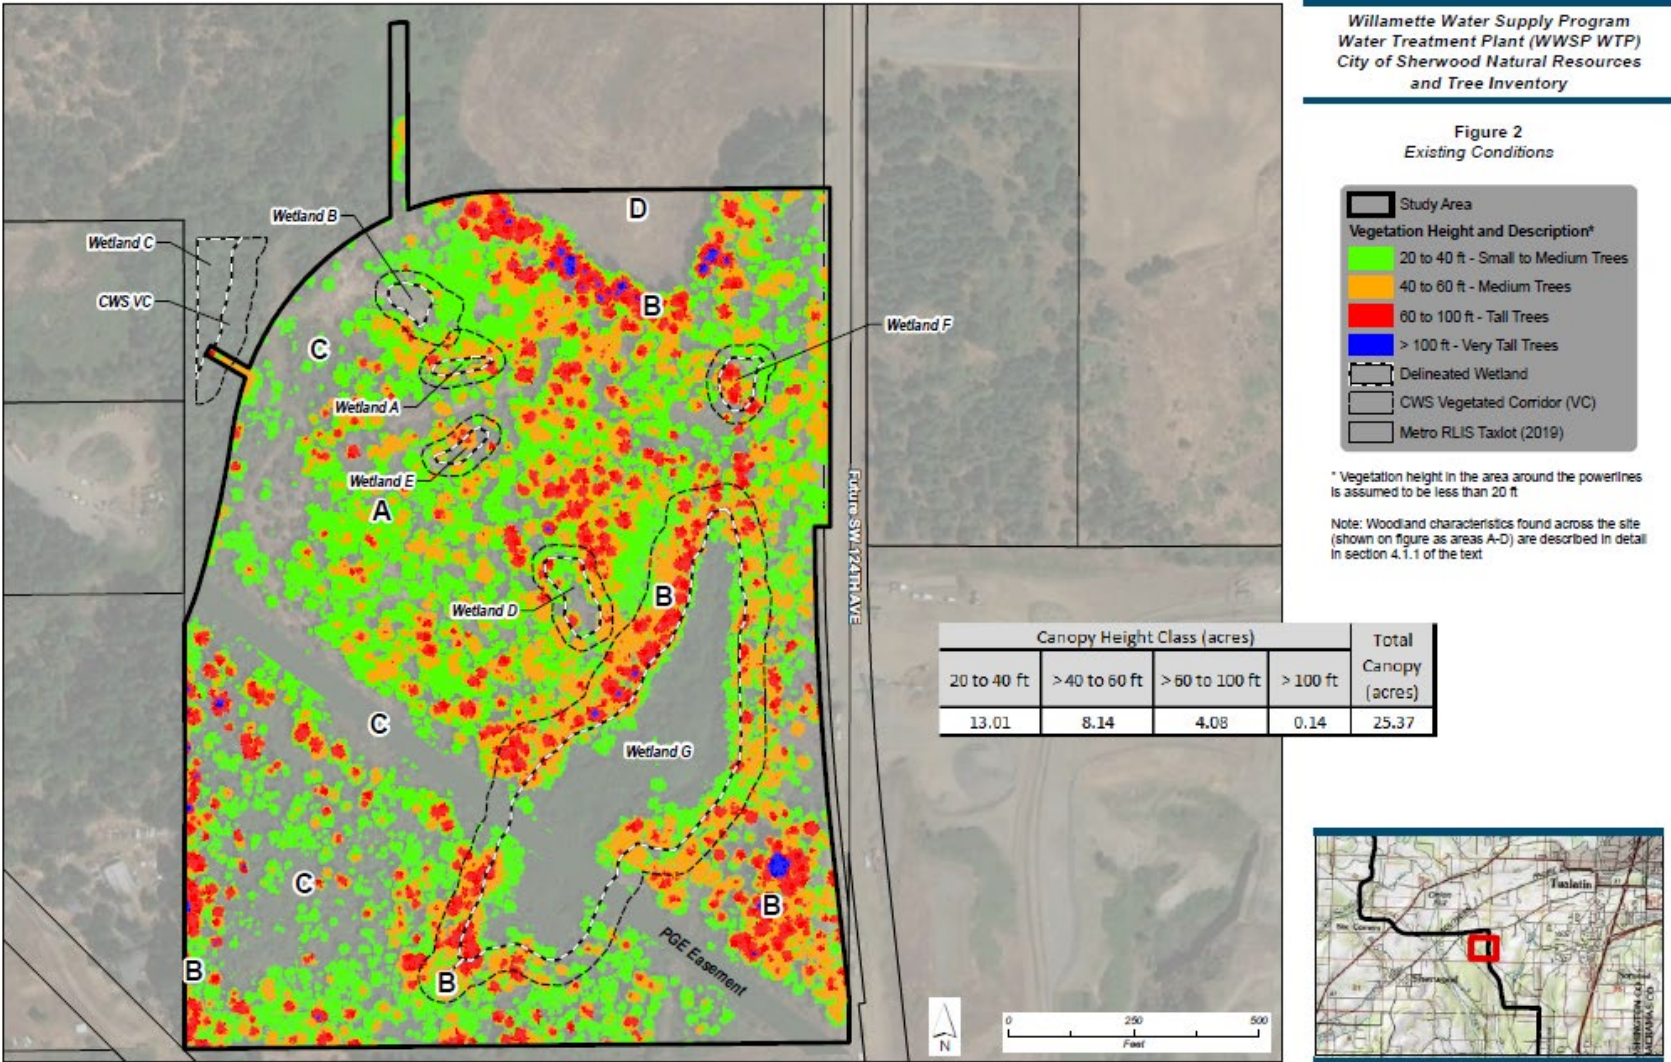 Willamette Water Supply Program
Water Treatment Plant (WWSP WTP)
City of Sherwood Natural Resources
and Tree Inventory
Figure 2
Existing Conditions
Study Area
Vegetation Height and Description*
20 to 40 ft - Small to Medium Trees
40 to 60 ft - Medium Trees
60 to 100 ft - Tall Trees
> 100 ft - Very Tall Trees
Delineated Wetland
CWS Vegetated Corridor (VC)
Metro RLIS Taxlot (2019)
* Vegetation height in the area around the powerlines
is assumed to be less than 20 ft
Note: Woodland characteristics found across the site
(shown on figure as areas A-D) are described in detail
in section 4.1.1 of the text
Wetland B
D
Wetland C
CWS VC
B
Wetland F
C
Wetland A
Wetland E
A
Future SW 124TH AVE
Wetland D
B
C
Wetland G
C
B
PGE Easement
B
B
Canopy Height Class (acres)
Total
Canopy
(acres)
20 to 40 ft
>40 to 60 ft
>60 to 100 ft
>100 ft
13.01
8.14
4.08
0.14
25.37
N
0
250
500
Feet
Tualatin
Six Corners
Sherwood